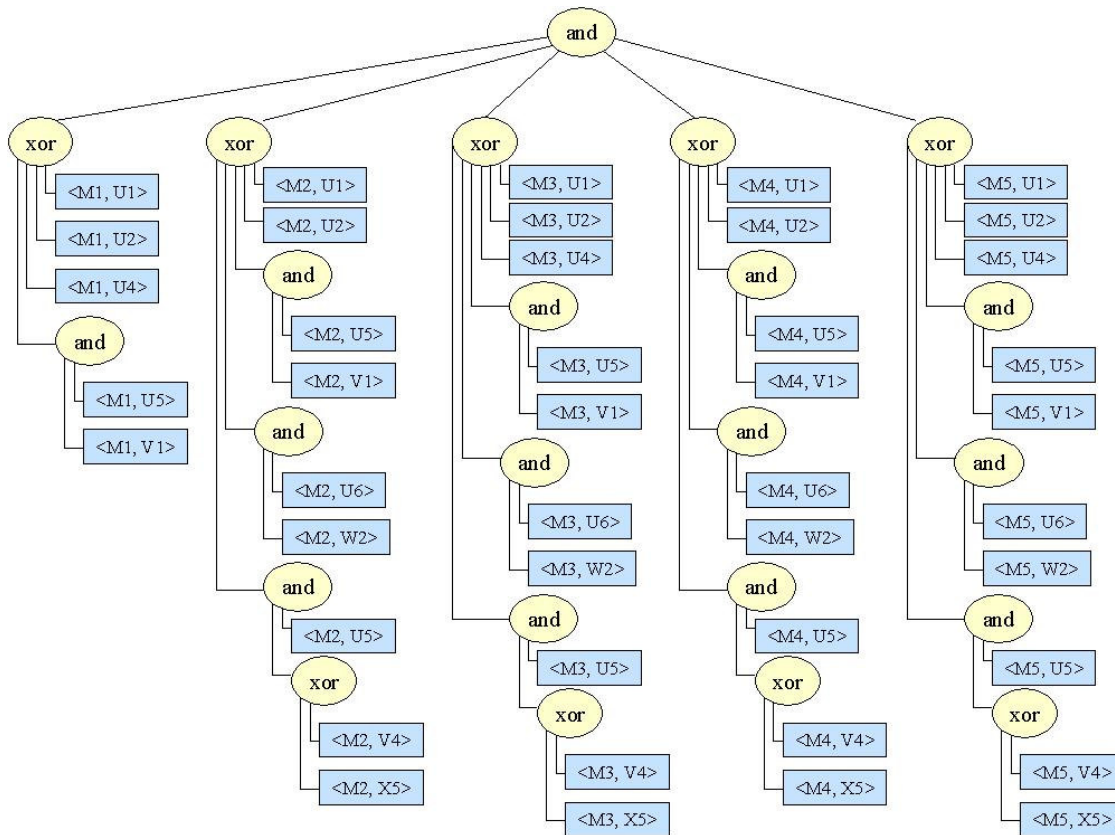 and
xor
<M1, U1>
<M1, U2>
<M1, U4>
and
<M1, U5>
<M1, V1>
xor
<M2, U1>
<M2, U2>
and
<M2, U5>
<M2, V1>
and
<M2, U6>
<M2, W2>
and
<M2, U5>
xor
<M2, V4>
<M2, X5>
xor
<M3, U1>
<M3, U2>
<M3, U4>
and
<M3, U5>
<M3, V1>
and
<M3, U6>
<M3, W2>
and
<M3, U5>
xor
<M3, V4>
<M3, X5>
xor
<M4, U1>
<M4, U2>
and
<M4, U5>
<M4, V1>
and
<M4, U6>
<M4, W2>
and
<M4, U5>
xor
<M4, V4>
<M4, X5>
xor
<M5, U1>
<M5, U2>
<M5, U4>
and
<M5, U5>
<M5, V1>
and
<M5, U6>
<M5, W2>
and
<M5, U5>
xor
<M5, V4>
<M5, X5>